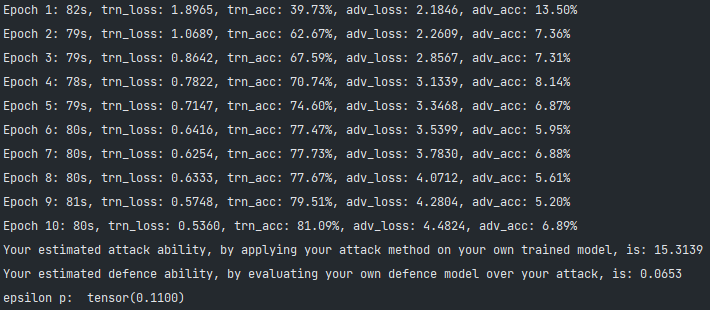 Epoch 1: 82s, trn_loss: 1.8965, trn_acc: 39.73%, adv_loss: 2.1846, adv_acc: 13.50%
Epoch 2: 79s, trn_loss: 1.0689, trn_acc: 62.67%, adv_loss: 2.2609, adv_acc: 7.36%
Epoch 3: 79s, trn_loss: 0.8642, trn_acc: 67.59%, adv_loss: 2.8567, adv_acc: 7.31%
Epoch 4: 78s, trn_loss: 0.7822, trn_acc: 70.74%, adv_loss: 3.1339, adv_acc: 8.14%
Epoch 5: 79s, trn_loss: 0.7147, trn_acc: 74.60%, adv_loss: 3.3468, adv_acc: 6.87%
Epoch 6: 80s, trn_loss: 0.6416, trn_acc: 77.47%, adv_loss: 3.5399, adv_acc: 5.95%
Epoch 7: 80s, trn_loss: 0.6254, trn_acc: 77.73%, adv_loss: 3.7830, adv_acc: 6.88%
Epoch 8: 80s, trn_loss: 0.6333, trn_acc: 77.67%, adv_loss: 4.0712, adv_acc: 5.61%
Epoch 9: 81s, trn_loss: 0.5748, trn_acc: 79.51%, adv_loss: 4.2804, adv_acc: 5.20%
Epoch 10: 80s, trn_loss: 0.5360, trn_acc: 81.09%, adv_loss: 4.4824, adv_acc: 6.89%
Your estimated attack ability, by applying your attack method on your own trained model, is: 15.3139
Your estimated defence ability, by evaluating your own defence model over your attack, is: 0.0653
epsilon p:  tensor(0.1100)